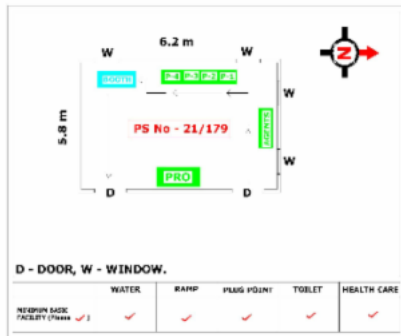 6.2 m
W W
N
BOOTH P-4 P-3 P-2 P-1
W
5.8 m
PS No - 21/179
AGENTS
W
PRO
D D
D - DOOR, W - WINDOW.
WATER RAMP PLUG POINT TOILET HEALTH CARE
MINIMUM BASIC
FACILITY (Please ✓)